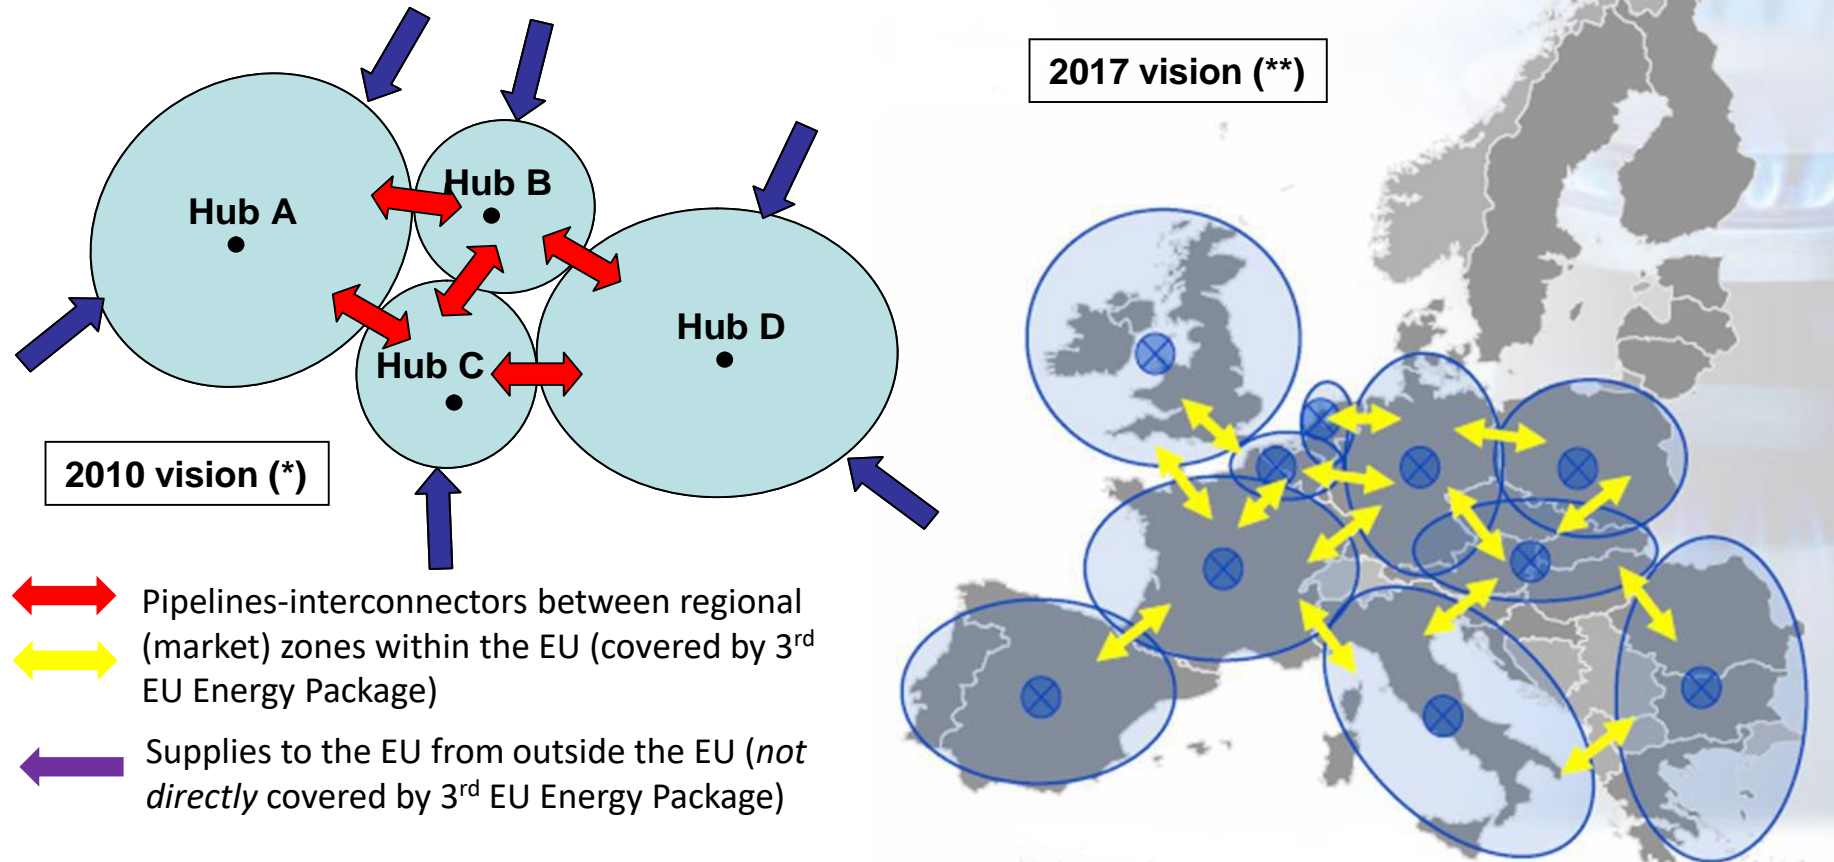 2017 vision (**)
Hub A
Hub B
Hub C
Hub D
2010 vision (*)
Pipelines-interconnectors between regional
(market) zones within the EU (covered by 3rd
EU Energy Package)
Supplies to the EU from outside the EU (not
directly covered by 3rd EU Energy Package)